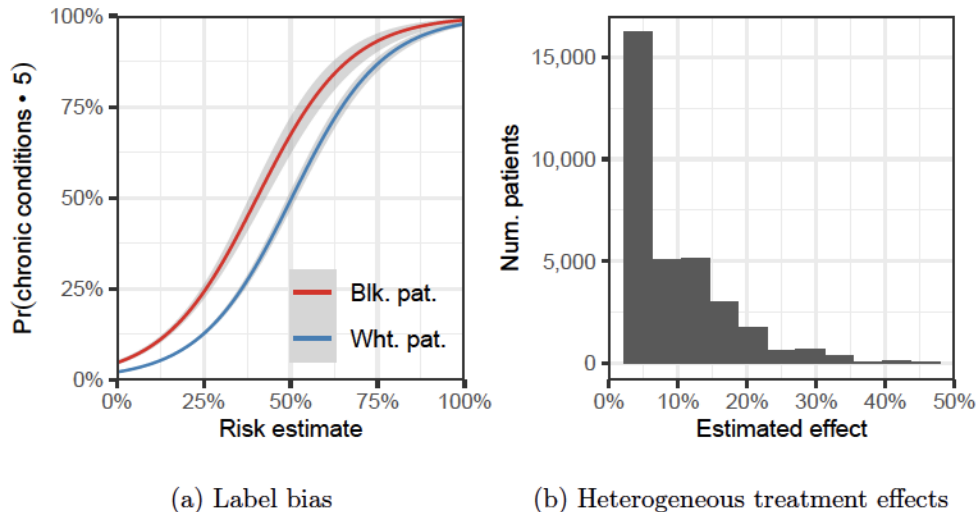 100%
75%
50%
25%
0%
Pr(chronic conditions • 5)
0% 25% 50% 75% 100%
Risk estimate
Blk. pat.
Wht. pat.
(a) Label bias
15,000
10,000
5,000
0
Num. patients
0% 10% 20% 30% 40% 50%
Estimated effect
(b) Heterogeneous treatment effects